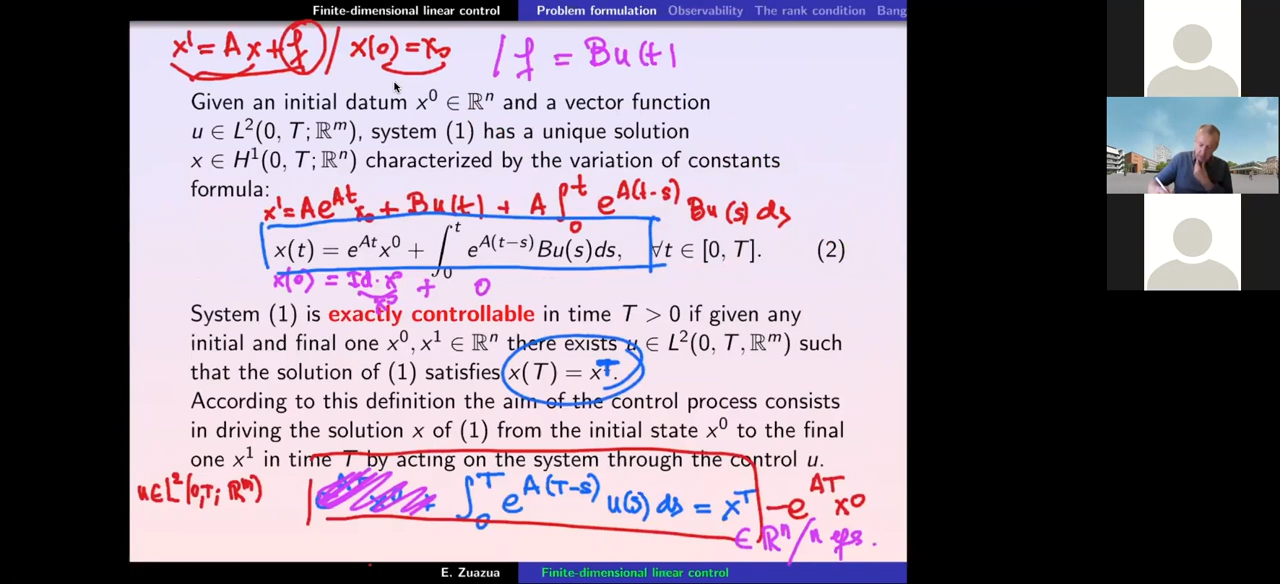 Finite-dimensional linear control Problem formulation Observability The rank condition Bang
x' = Ax + f / x(0) = x₀ / f = Bu(t)
Given an initial datum x⁰ ∈ ℝⁿ and a vector function
u ∈ L²(0, T; ℝᵐ), system (1) has a unique solution
x ∈ H¹(0, T; ℝⁿ) characterized by the variation of constants
formula:
x' = Ae^{At} x₀ + Bu(t) + A ∫₀ᵗ e^{A(t-s)} Bu(s) ds
x(t) = e^{At}x⁰ + ∫₀ᵗ e^{A(t−s)}Bu(s)ds, ∀t ∈ [0, T]. (2)
x(0) = Id · x⁰ + 0
System (1) is exactly controllable in time T > 0 if given any
initial and final one x⁰, x¹ ∈ ℝⁿ there exists u ∈ L²(0, T, ℝᵐ) such
that the solution of (1) satisfies x(T) = x^T.
According to this definition the aim of the control process consists
in driving the solution x of (1) from the initial state x⁰ to the final
one x¹ in time T by acting on the system through the control u.
u ∈ L²(0,T; ℝᵐ) ∫₀^T e^{A(T-s)} u(s) ds = x^T − e^{AT} x⁰
∈ ℝⁿ / n eqs.
E. Zuazua Finite-dimensional linear control